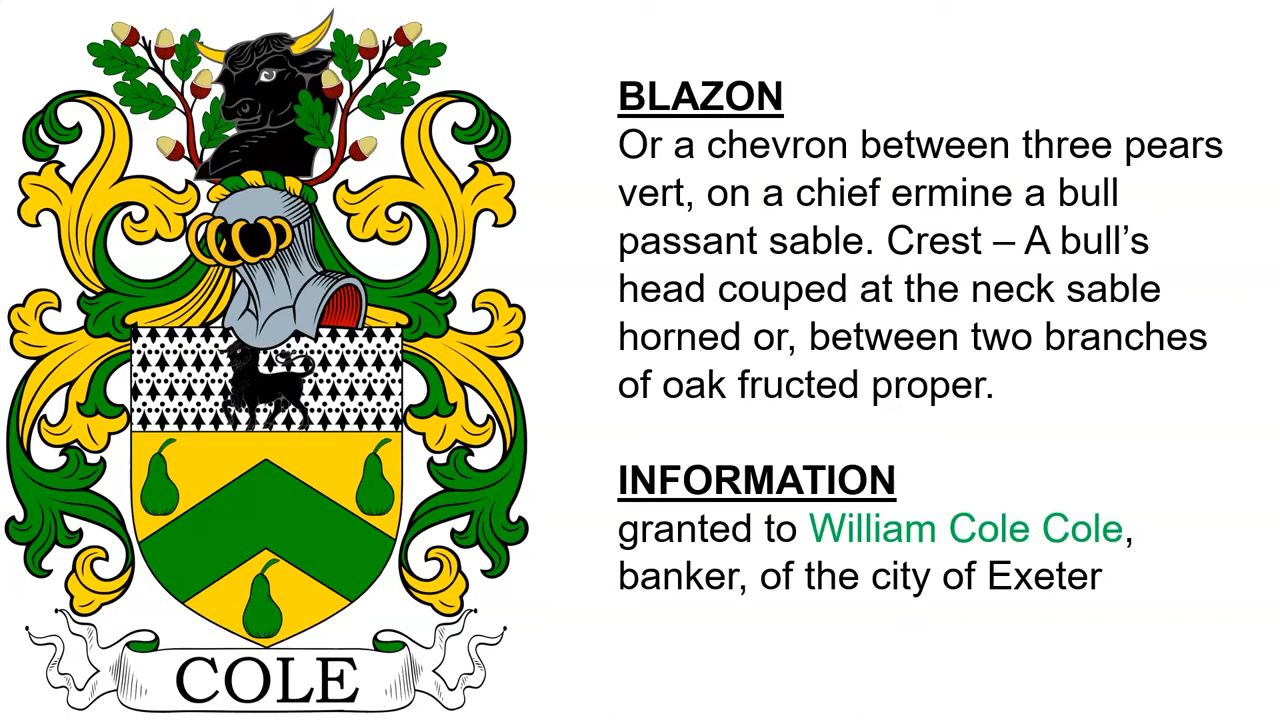 BLAZON
Or a chevron between three pears
vert, on a chief ermine a bull
passant sable. Crest – A bull’s
head couped at the neck sable
horned or, between two branches
of oak fructed proper.
INFORMATION
granted to William Cole Cole,
banker, of the city of Exeter
COLE